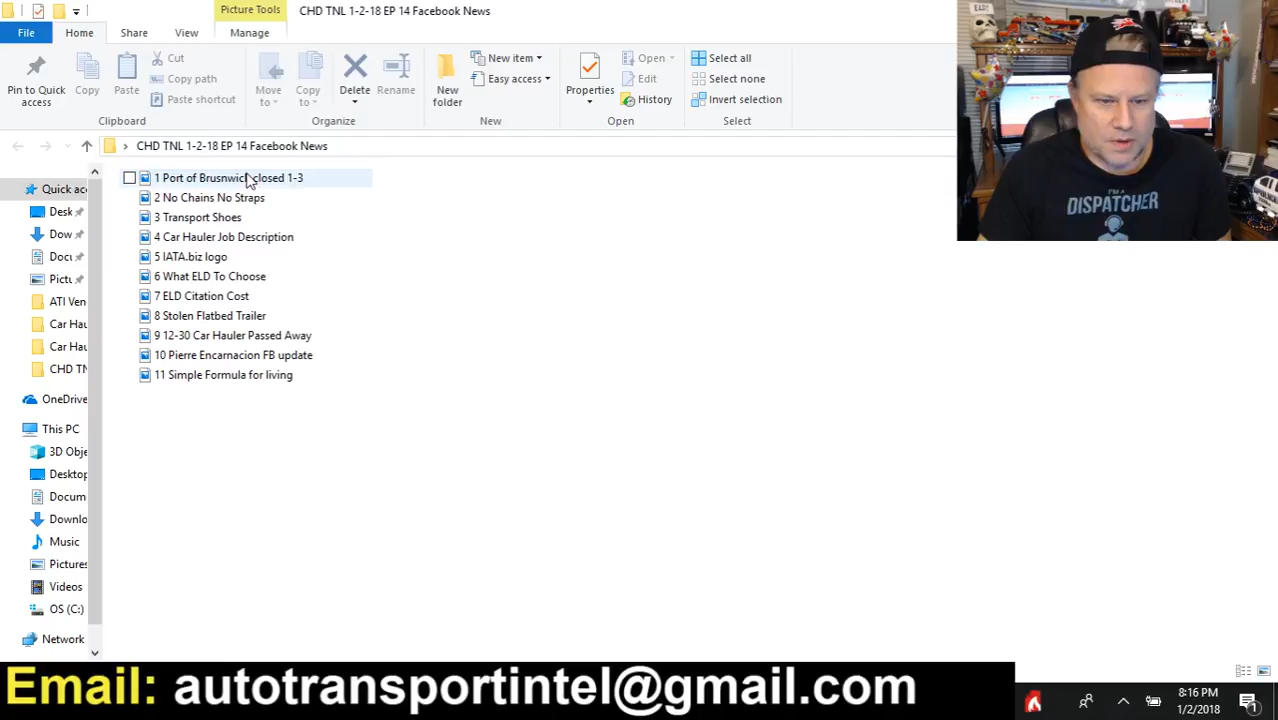 Picture Tools
CHD TNL 1-2-18 EP 14 Facebook News
File
Home
Share
View
Manage
Pin to Quick access
Copy
Paste
Cut
Copy path
Paste shortcut
Clipboard
Move to
Copy to
Delete
Rename
Organize
New folder
New item
Easy access
New
Properties
Open
Edit
History
Open
Select all
Select none
Invert selection
Select
CHD TNL 1-2-18 EP 14 Facebook News
Quick acc
Desk
Dow
Docu
Pictu
ATI Ven
Car Hau
Car Hau
CHD TN
OneDrive
This PC
3D Obje
Desktop
Docum
Downlo
Music
Pictures
Videos
OS (C:)
Network
1 Port of Brusnwick closed 1-3
2 No Chains No Straps
3 Transport Shoes
4 Car Hauler Job Description
5 IATA.biz logo
6 What ELD To Choose
7 ELD Citation Cost
8 Stolen Flatbed Trailer
9 12-30 Car Hauler Passed Away
10 Pierre Encarnacion FB update
11 Simple Formula for living
ELD!
I'M A
DISPATCHER
Email: autotransportintel@gmail.com
8:16 PM
1/2/2018
1